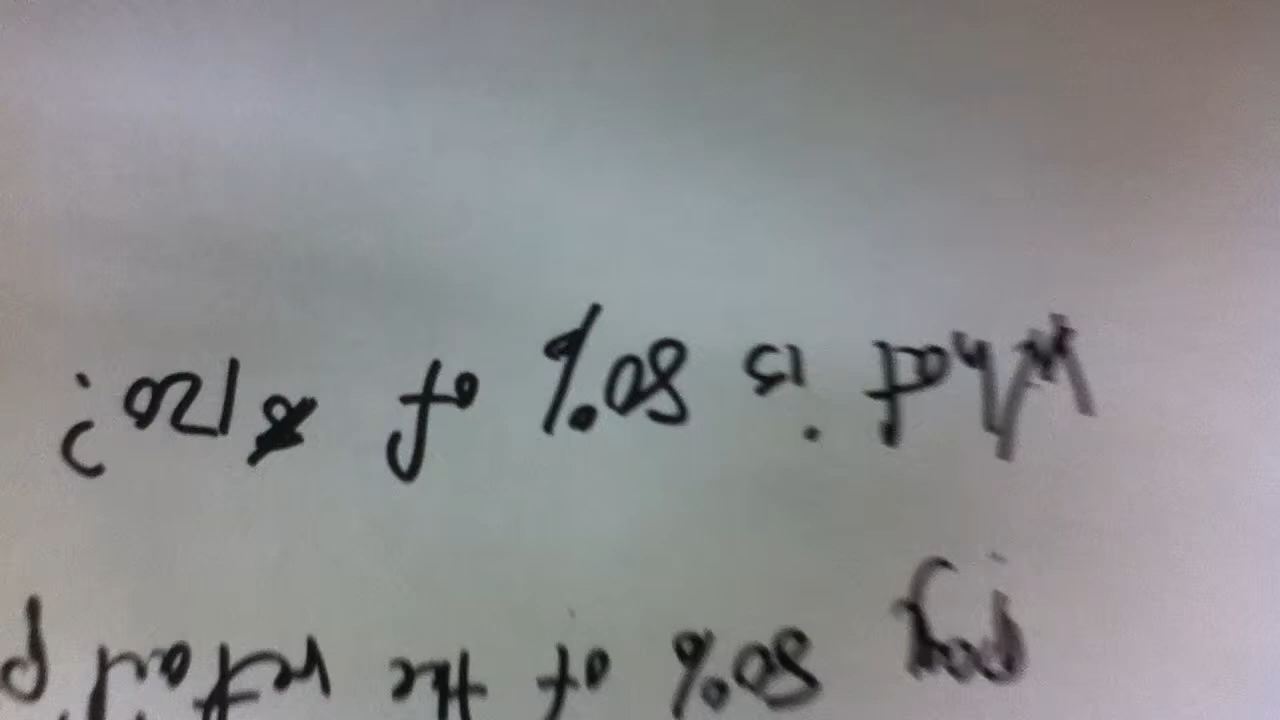 pay 80% of the retail p
What is 80% of 120?